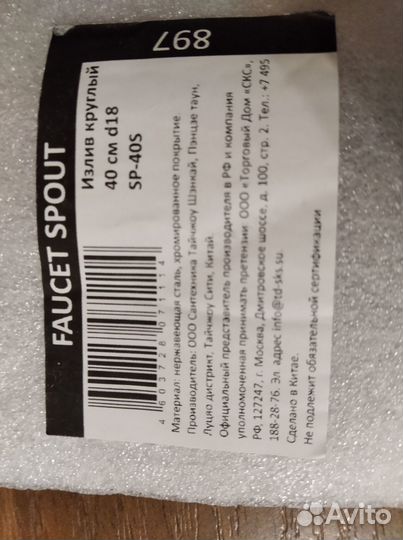 FAUCET SPOUT
897
Излив круглый
40 см d18
SP-40S
4 603728 071114
Материал: нержавеющая сталь, хромированное покрытие.
Производитель: ООО Сантехника Тайчжоу Шэнкай, Пэнцзе таун,
Луцяо дистрикт, Тайчжоу Сити, Китай.
Официальный представитель производителя в РФ и компания
уполномоченная принимать претензии: ООО «Торговый Дом «СКС»,
РФ, 127247, г. Москва, Дмитровское шоссе, д. 100, стр. 2. Тел.: +7 495
188-28-76. Эл. адрес info@td-sks.su.
Сделано в Китае.
Не подлежит обязательной сертификации
Avito